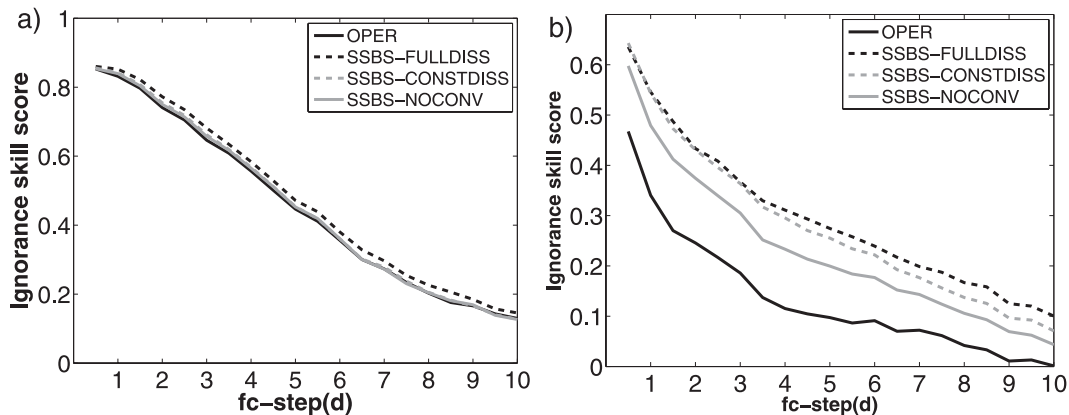 a)
Ignorance skill score
1
0.8
0.6
0.4
0.2
0
OPER
SSBS–FULLDISS
SSBS–CONSTDISS
SSBS–NOCONV
1 2 3 4 5 6 7 8 9 10
fc–step(d)
b)
Ignorance skill score
0.6
0.5
0.4
0.3
0.2
0.1
0
OPER
SSBS–FULLDISS
SSBS–CONSTDISS
SSBS–NOCONV
1 2 3 4 5 6 7 8 9 10
fc–step(d)